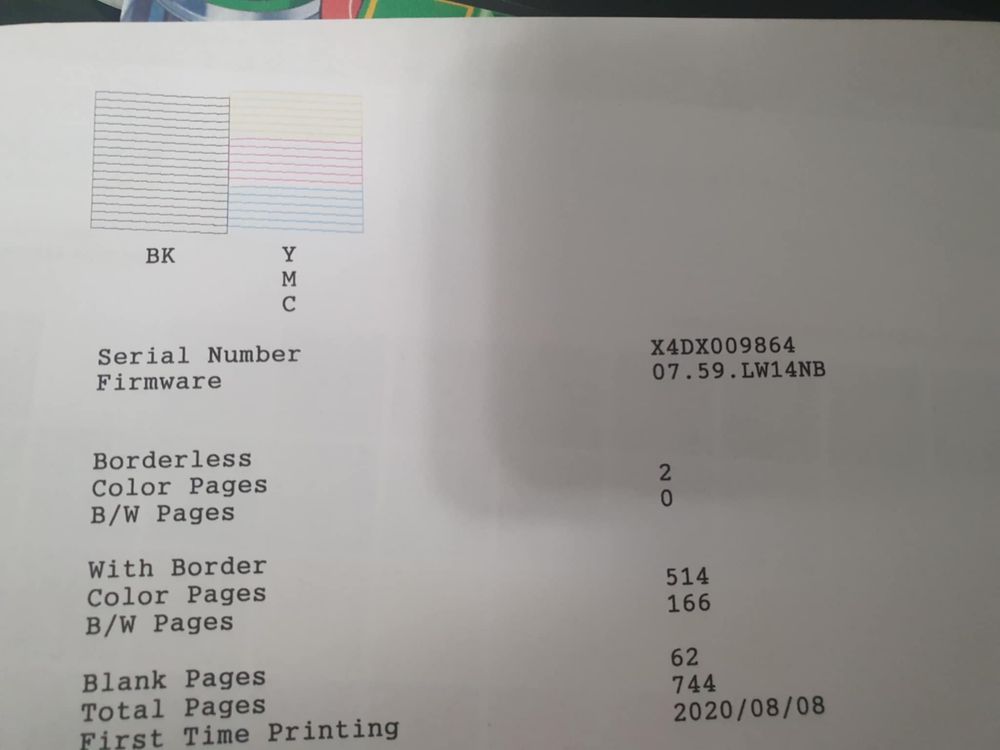 BK Y
M
C
Serial Number X4DX009864
Firmware 07.59.LW14NB
Borderless
Color Pages 2
B/W Pages 0
With Border
Color Pages 514
B/W Pages 166
Blank Pages 62
Total Pages 744
First Time Printing 2020/08/08